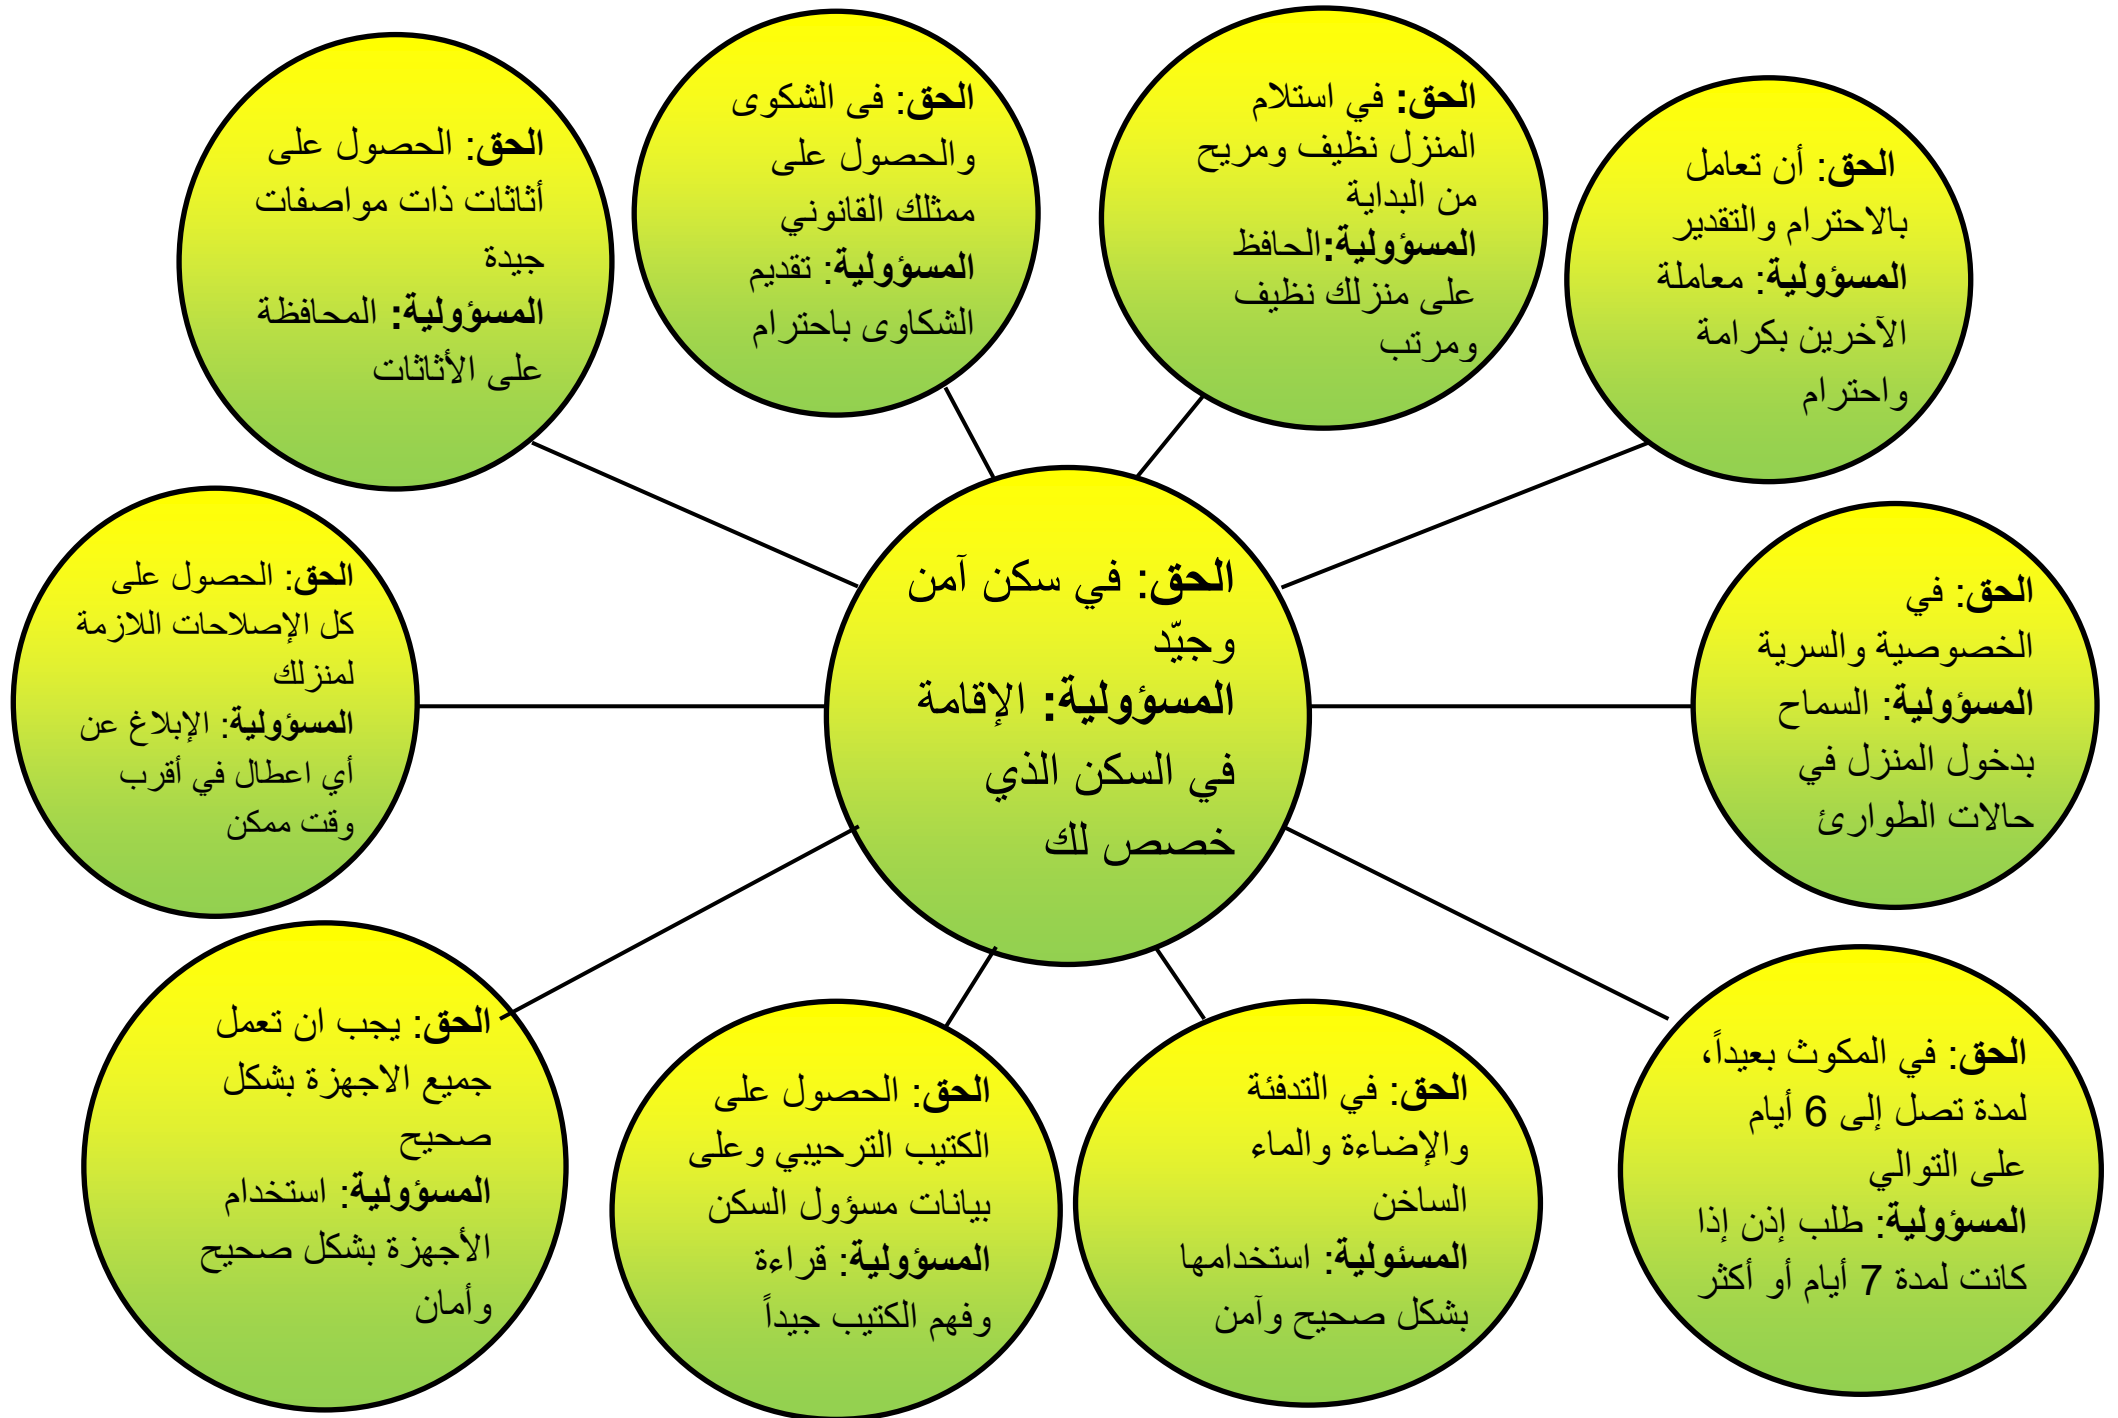 الحق: أن تعامل
بالاحترام والتقدير
المسؤولية: معاملة
الآخرين بكرامة
واحترام
الحق: في استلام
المنزل نظيف ومريح
من البداية
المسؤولية:الحافظ
على منزلك نظيف
ومرتب
الحق: فى الشكوى
والحصول على
ممثلك القانوني
المسؤولية: تقديم
الشكاوى باحترام
الحق: الحصول على
أثاثات ذات مواصفات
جيدة
المسؤولية: المحافظة
على الأثاثات
الحق: في
الخصوصية والسرية
المسؤولية: السماح
بدخول المنزل في
حالات الطوارئ
الحق: في سكن آمن
وجيّد
المسؤولية: الإقامة
في السكن الذي
خصص لك
الحق: الحصول على
كل الإصلاحات اللازمة
لمنزلك
المسؤولية: الإبلاغ عن
أي اعطال في أقرب
وقت ممكن
الحق: في المكوث بعيداً،
لمدة تصل إلى 6 أيام
على التوالي
المسؤولية: طلب إذن إذا
كانت لمدة 7 أيام أو أكثر
الحق: في التدفئة
والإضاءة والماء
الساخن
المسئولية: استخدامها
بشكل صحيح وآمن
الحق: الحصول على
الكتيب الترحيبي وعلى
بيانات مسؤول السكن
المسؤولية: قراءة
وفهم الكتيب جيداً
الحق: يجب ان تعمل
جميع الاجهزة بشكل
صحيح
المسؤولية: استخدام
الأجهزة بشكل صحيح
وأمان